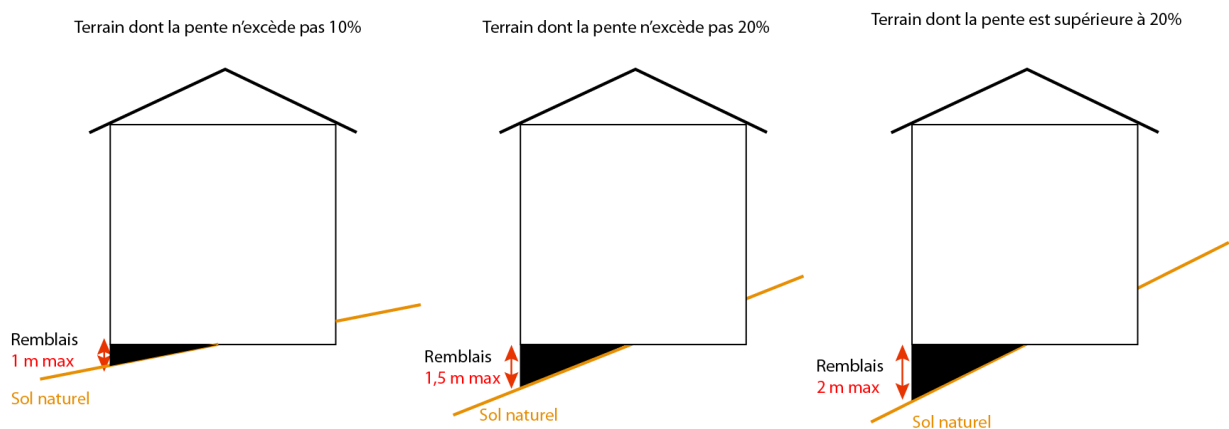 Terrain dont la pente n’excède pas 10%
Remblais
1 m max
Sol naturel
Terrain dont la pente n’excède pas 20%
Remblais
1,5 m max
Sol naturel
Terrain dont la pente est supérieure à 20%
Remblais
2 m max
Sol naturel